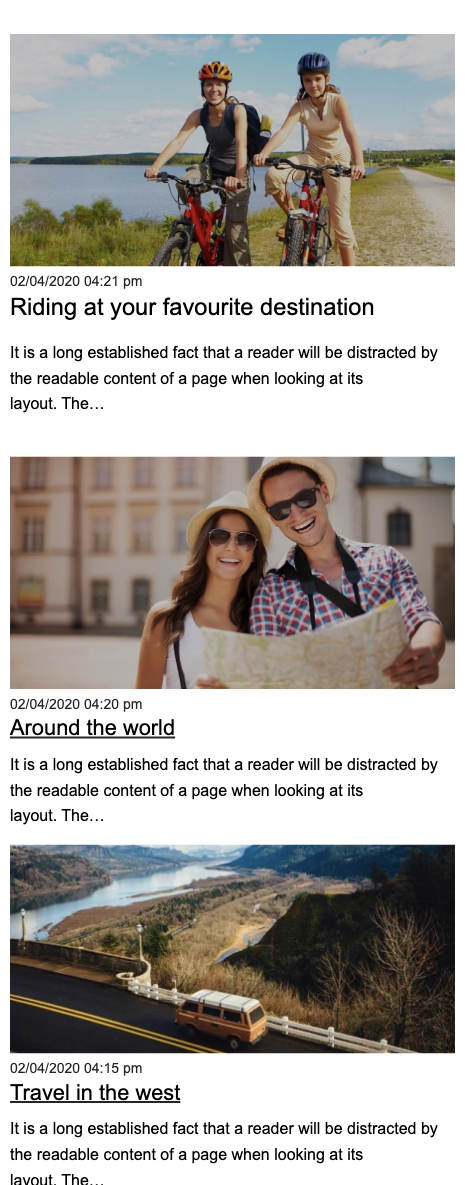 02/04/2020 04:21 pm
Riding at your favourite destination
It is a long established fact that a reader will be distracted by
the readable content of a page when looking at its
layout. The…
02/04/2020 04:20 pm
Around the world
It is a long established fact that a reader will be distracted by
the readable content of a page when looking at its
layout. The…
02/04/2020 04:15 pm
Travel in the west
It is a long established fact that a reader will be distracted by
the readable content of a page when looking at its
layout. The…